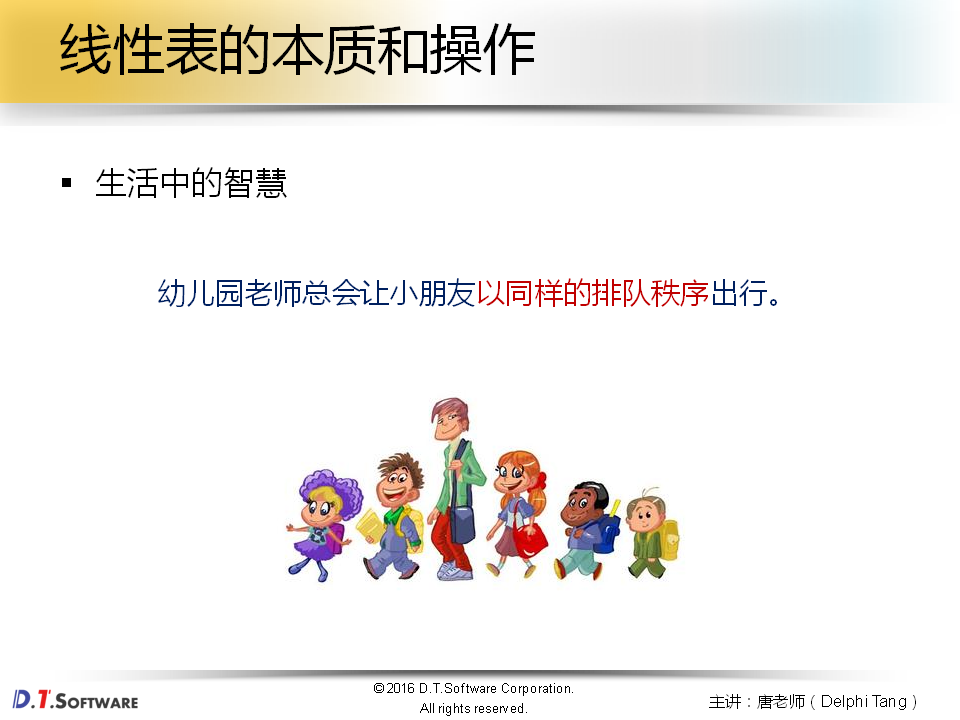 线性表的本质和操作
▪ 生活中的智慧
幼儿园老师总会让小朋友以同样的排队秩序出行。
D.T.SOFTWARE
©2016 D.T.Software Corporation.
All rights reserved.
主讲：唐老师（Delphi Tang）